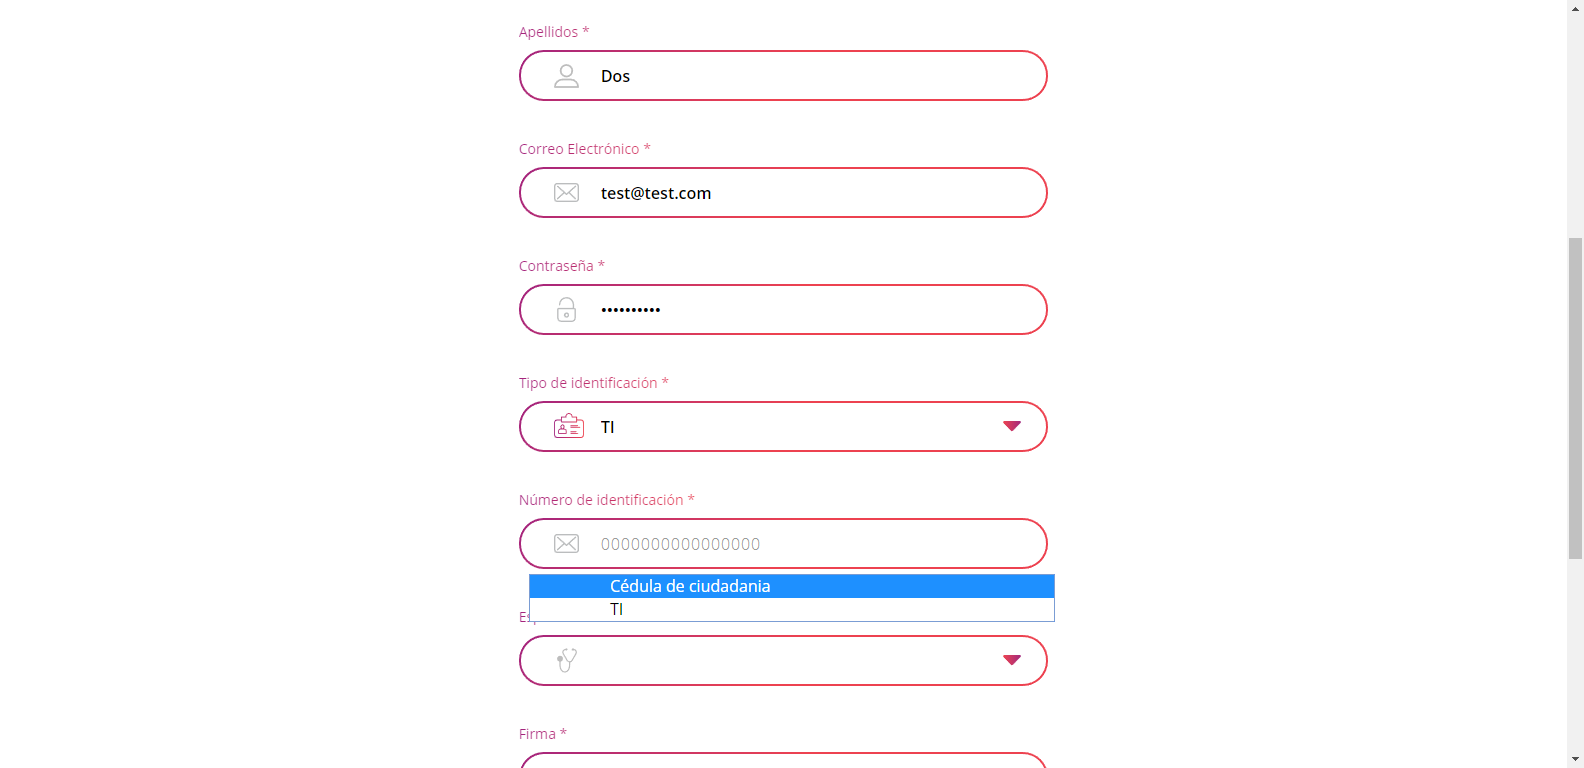 Apellidos *
Dos
Correo Electrónico *
test@test.com
Contraseña *
••••••••••
Tipo de identificación *
TI
Número de identificación *
0000000000000000
Cédula de ciudadania
TI
Firma *